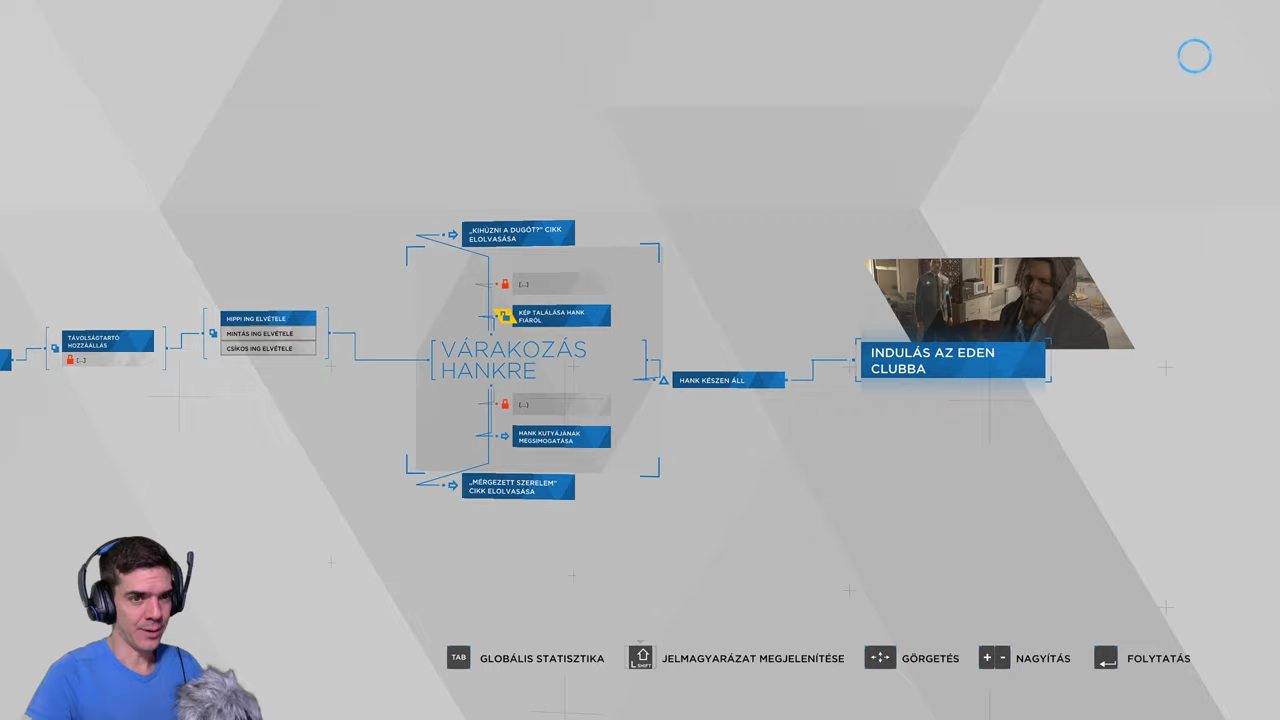 „KIHÚZNI A DUGÓT?" CIKK
ELOLVASÁSA
[...]
KÉP TALÁLÁSA HANK
FIÁRÓL
TÁVOLSÁGTARTÓ
HOZZÁÁLLÁS
[...]
HIPPI ING ELVÉTELE
MINTÁS ING ELVÉTELE
CSÍKOS ING ELVÉTELE
VÁRAKOZÁS
HANKRE
HANK KÉSZEN ÁLL
INDULÁS AZ EDEN
CLUBBA
[...]
HANK KUTYÁJÁNAK
MEGSIMOGATÁSA
„MÉRGEZETT SZERELEM"
CIKK ELOLVASÁSA
TAB GLOBÁLIS STATISZTIKA
L SHIFT JELMAGYARÁZAT MEGJELENÍTÉSE
GÖRGETÉS
+ - NAGYÍTÁS
FOLYTATÁS